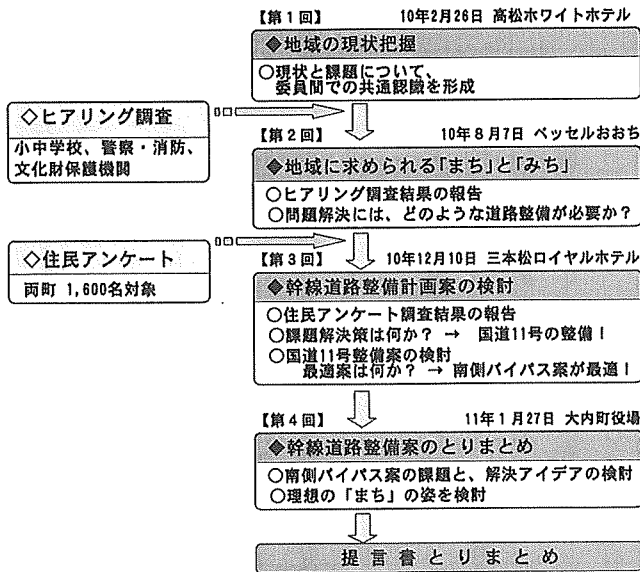 【第1回】 10年2月26日 高松ホワイトホテル
◆地域の現状把握
○現状と課題について、
委員間での共通認識を形成
◇ヒアリング調査
小中学校、警察・消防、
文化財保護機関
【第2回】 10年8月7日 ベッセルおおち
◆地域に求められる「まち」と「みち」
○ヒアリング調査結果の報告
○問題解決には、どのような道路整備が必要か?
◇住民アンケート
両町 1,600名対象
【第3回】 10年12月10日 三本松ロイヤルホテル
◆幹線道路整備計画案の検討
○住民アンケート調査結果の報告
○課題解決策は何か? → 国道11号の整備!
○国道11号整備案の検討
最適案は何か? → 南側バイパス案が最適!
【第4回】 11年1月27日 大内町役場
◆幹線道路整備案のとりまとめ
○南側バイパス案の課題と、解決アイデアの検討
○理想の「まち」の姿を検討
提言書とりまとめ